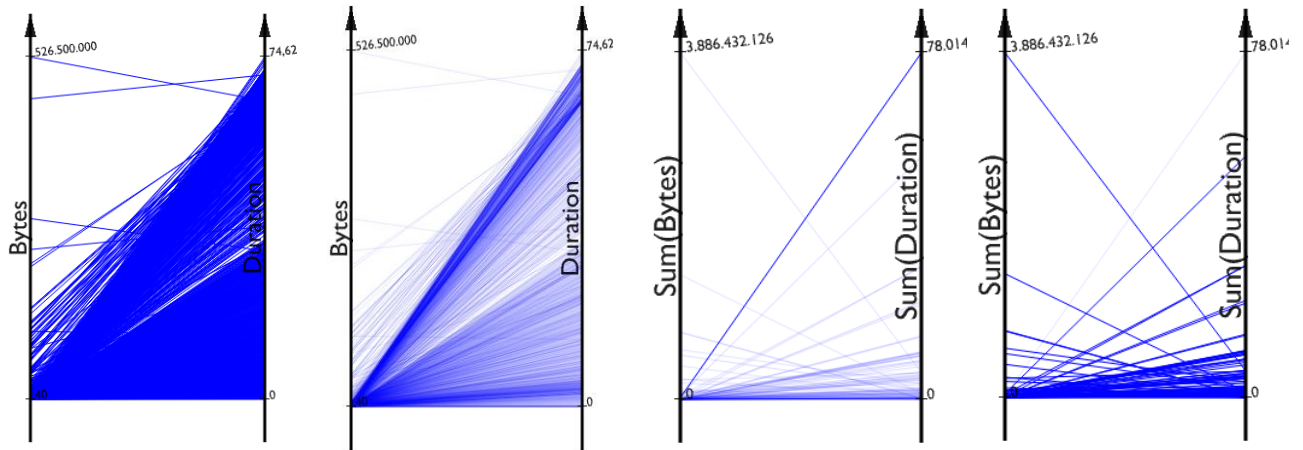 526.500.000
74,62
Bytes
Duration
40
0
526.500.000
74,62
Bytes
Duration
40
0
3.886.432.126
78.014
Sum(Bytes)
Sum(Duration)
0
0
3.886.432.126
78.014
Sum(Bytes)
Sum(Duration)
0
0